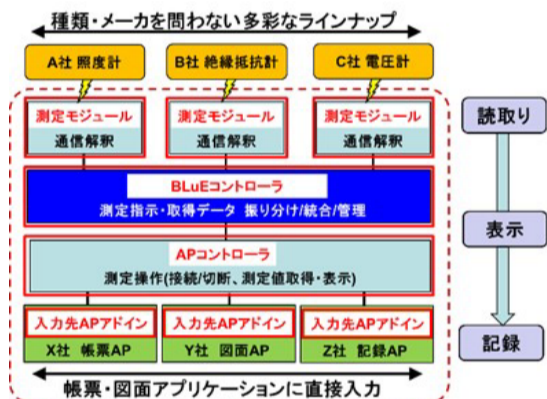 種類・メーカを問わない多彩なラインナップ
A社 照度計
B社 絶縁抵抗計
C社 電圧計
測定モジュール
通信解釈
測定モジュール
通信解釈
測定モジュール
通信解釈
読取り
BLuEコントローラ
測定指示・取得データ 振り分け/統合/管理
表示
APコントローラ
測定操作(接続/切断、測定値取得・表示)
入力先APアドイン
X社 帳票AP
入力先APアドイン
Y社 図面AP
入力先APアドイン
Z社 記録AP
記録
帳票・図面アプリケーションに直接入力